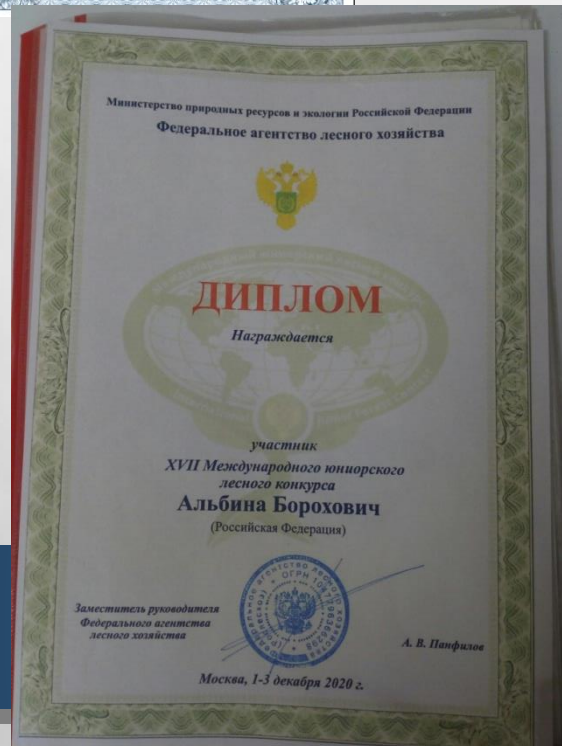 Министерство природных ресурсов и экологии Российской Федерации
Федеральное агентство лесного хозяйства
ДИПЛОМ
Награждается
участник
XVII Международного юниорского
лесного конкурса
Альбина Борохович
(Российская Федерация)
Заместитель руководителя
Федерального агентства
лесного хозяйства
А. В. Панфилов
Москва, 1-3 декабря 2020 г.